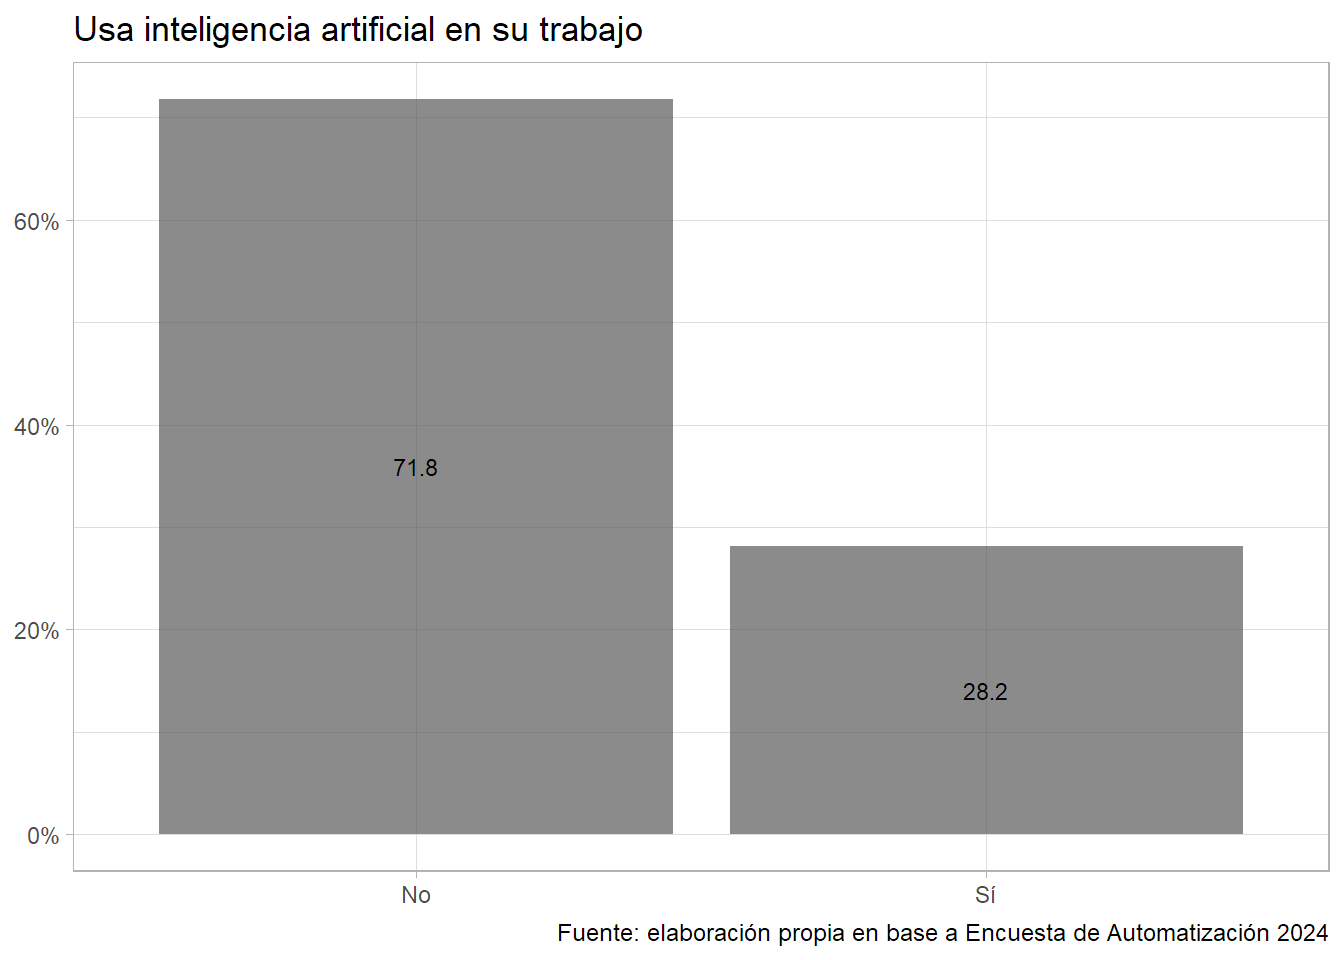 Usa inteligencia artificial en su trabajo
60%
40%
71.8
20%
28.2
0%
No
Sí
Fuente: elaboración propia en base a Encuesta de Automatización 2024